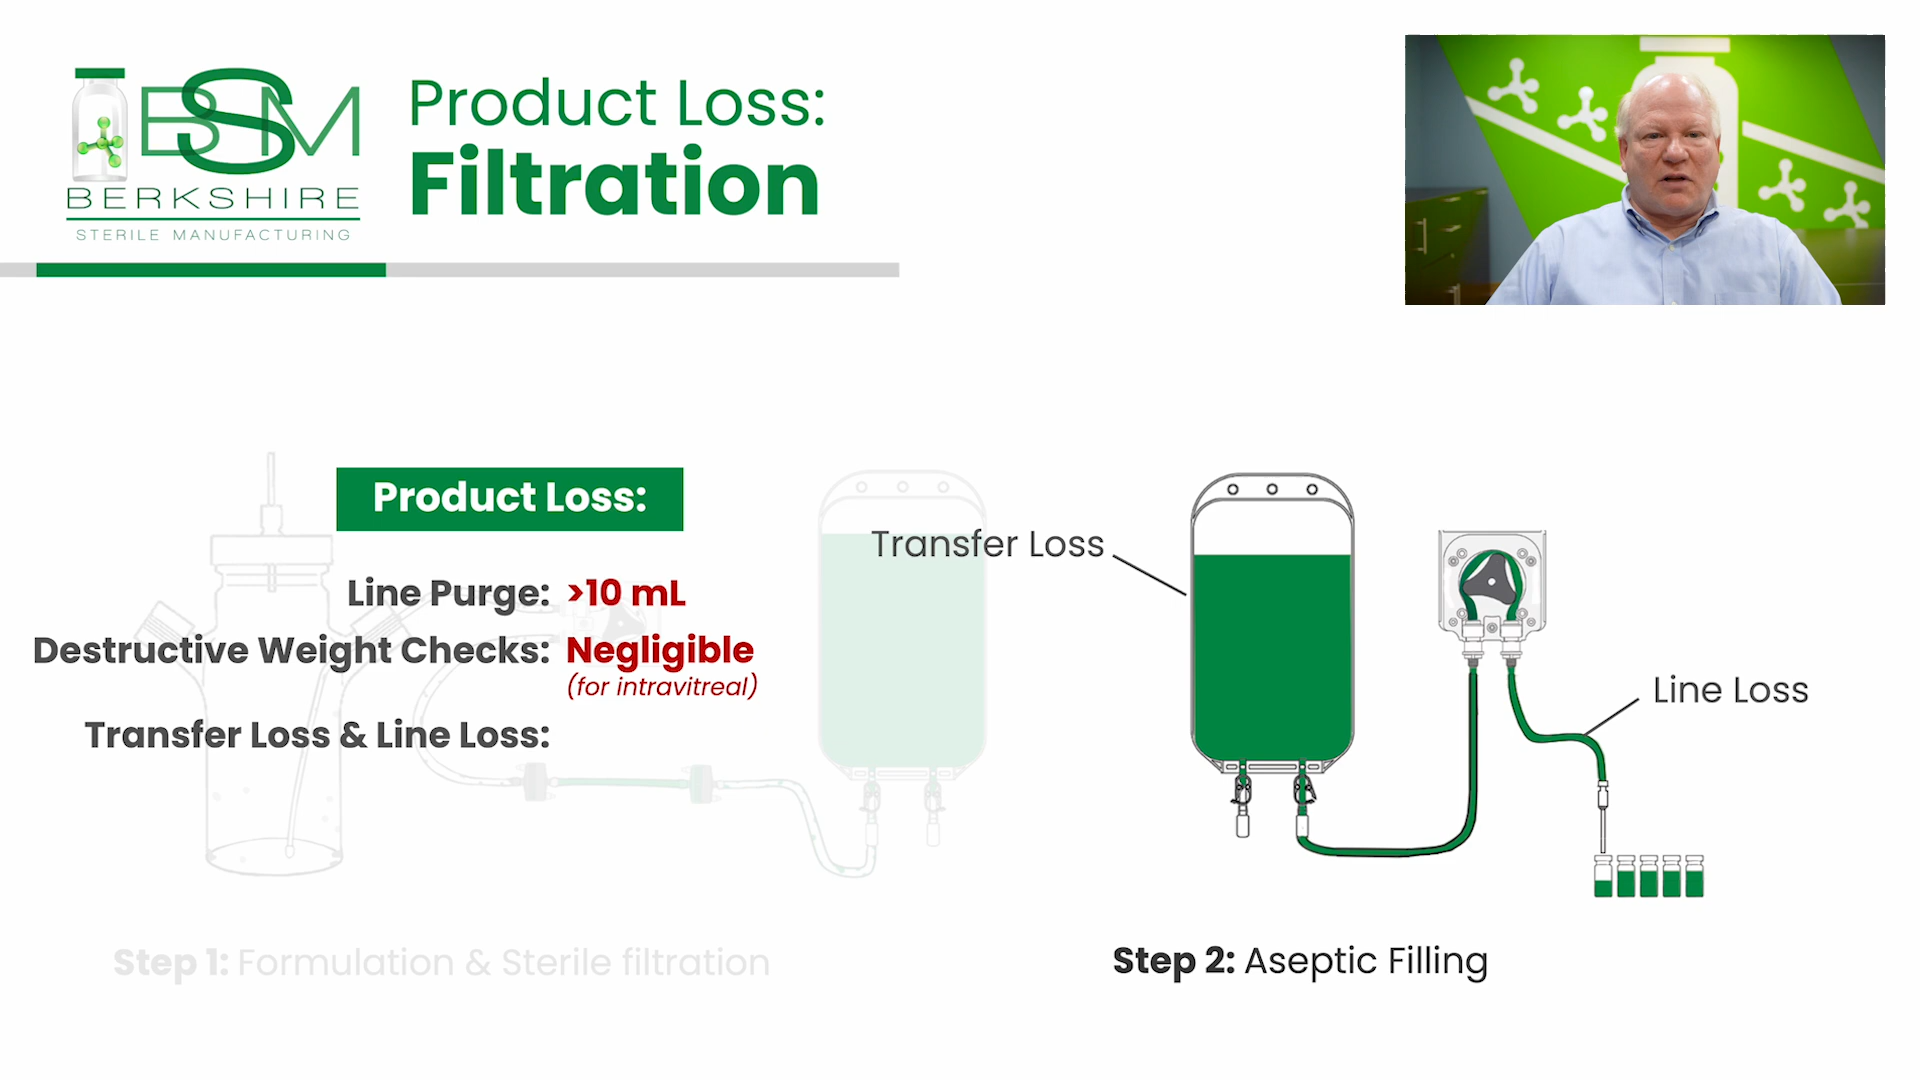 BSM
BERKSHIRE
STERILE MANUFACTURING
Product Loss:
Filtration
Product Loss:
Line Purge: >10 mL
Destructive Weight Checks: Negligible
(for intravitreal)
Transfer Loss & Line Loss:
Transfer Loss
Line Loss
Step 1: Formulation & Sterile filtration
Step 2: Aseptic Filling